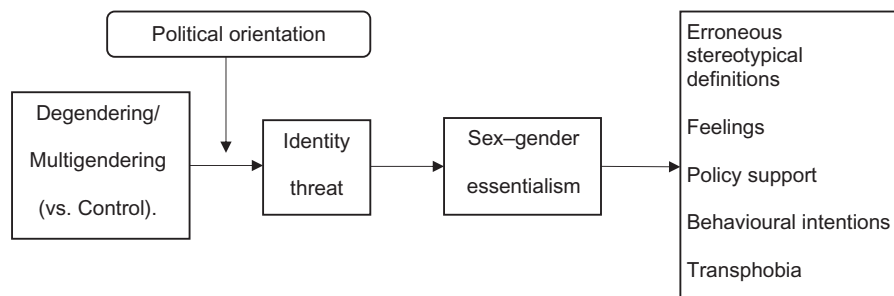 Political orientation
Degendering/
Multigendering
(vs. Control).
Identity
threat
Sex–gender
essentialism
Erroneous
stereotypical
definitions
Feelings
Policy support
Behavioural intentions
Transphobia